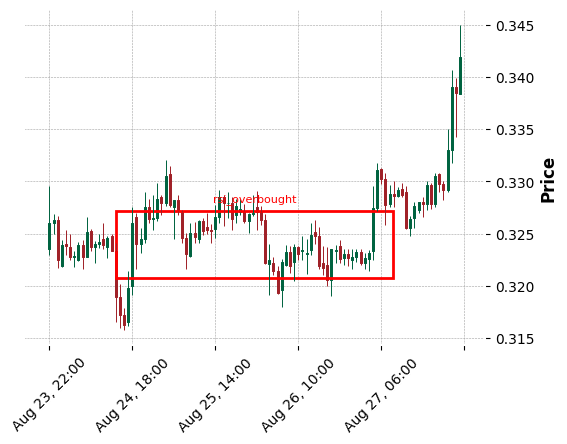 0.345
0.340
0.335
0.330
0.325
0.320
0.315
Price
rsi_overbought
Aug 23, 22:00
Aug 24, 18:00
Aug 25, 14:00
Aug 26, 10:00
Aug 27, 06:00